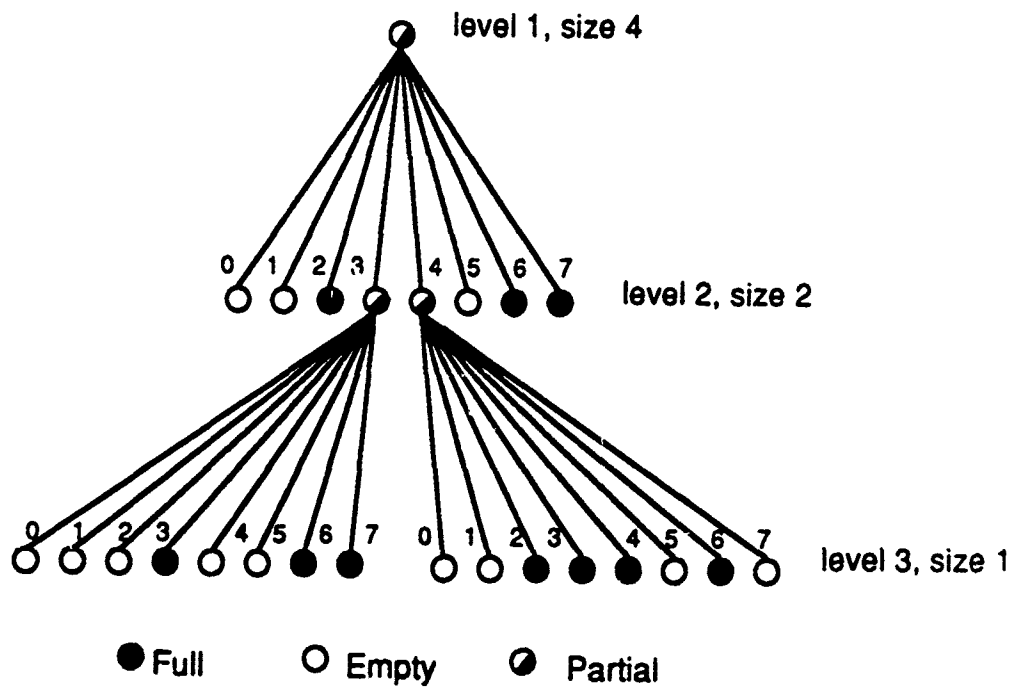 level 1, size 4
0 1 2 3 4 5 6 7
level 2, size 2
0 1 2 3 4 5 6 7 0 1 2 3 4 5 6 7
level 3, size 1
Full Empty Partial